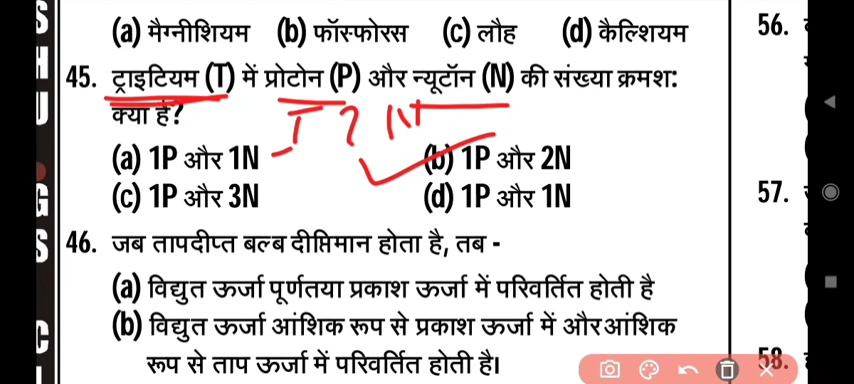 (a) मैग्नीशियम (b) फॉस्फोरस (c) लौह (d) कैल्शियम
56.
45. ट्राइटियम (T) में प्रोटोन (P) और न्यूटॉन (N) की संख्या क्रमश:
क्या है?
(a) 1P और 1N (b) 1P और 2N
(c) 1P और 3N (d) 1P और 1N
57.
46. जब तापदीप्त बल्ब दीप्तिमान होता है, तब -
(a) विद्युत ऊर्जा पूर्णतया प्रकाश ऊर्जा में परिवर्तित होती है
(b) विद्युत ऊर्जा आंशिक रूप से प्रकाश ऊर्जा में और आंशिक
रूप से ताप ऊर्जा में परिवर्तित होती है।
58.